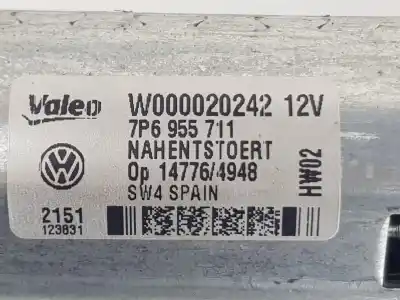 Valeo W000020242 12V
7P6 955 711
NAHENTSTOERT
Op 14776/4948
SW4 SPAIN
HW02
2151
123831